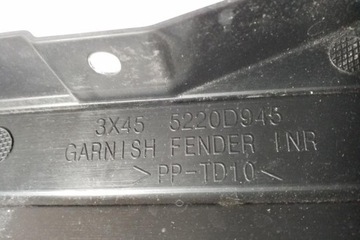 3X45 5220D945
GARNISH FENDER INR
>PP-TD10<